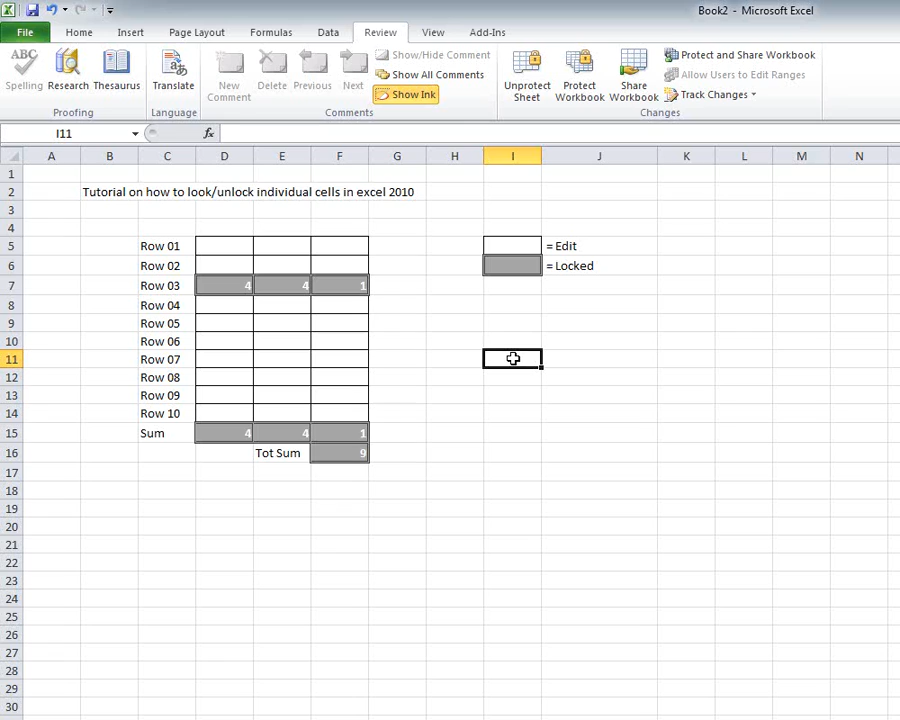 Book2 - Microsoft Excel
File Home Insert Page Layout Formulas Data Review View Add-Ins
ABC
Spelling Research Thesaurus
Proofing
Translate
Language
New Comment Delete Previous Next
Show/Hide Comment
Show All Comments
Show Ink
Comments
Unprotect Sheet Protect Workbook Share Workbook
Protect and Share Workbook
Allow Users to Edit Ranges
Track Changes
Changes
I11 fx
A B C D E F G H I J K L M N
1
2 Tutorial on how to look/unlock individual cells in excel 2010
3
4
5 Row 01 = Edit
6 Row 02 = Locked
7 Row 03 4 4 1
8 Row 04
9 Row 05
10 Row 06
11 Row 07
12 Row 08
13 Row 09
14 Row 10
15 Sum 4 4 1
16 Tot Sum 9
17
18
19
20
21
22
23
24
25
26
27
28
29
30